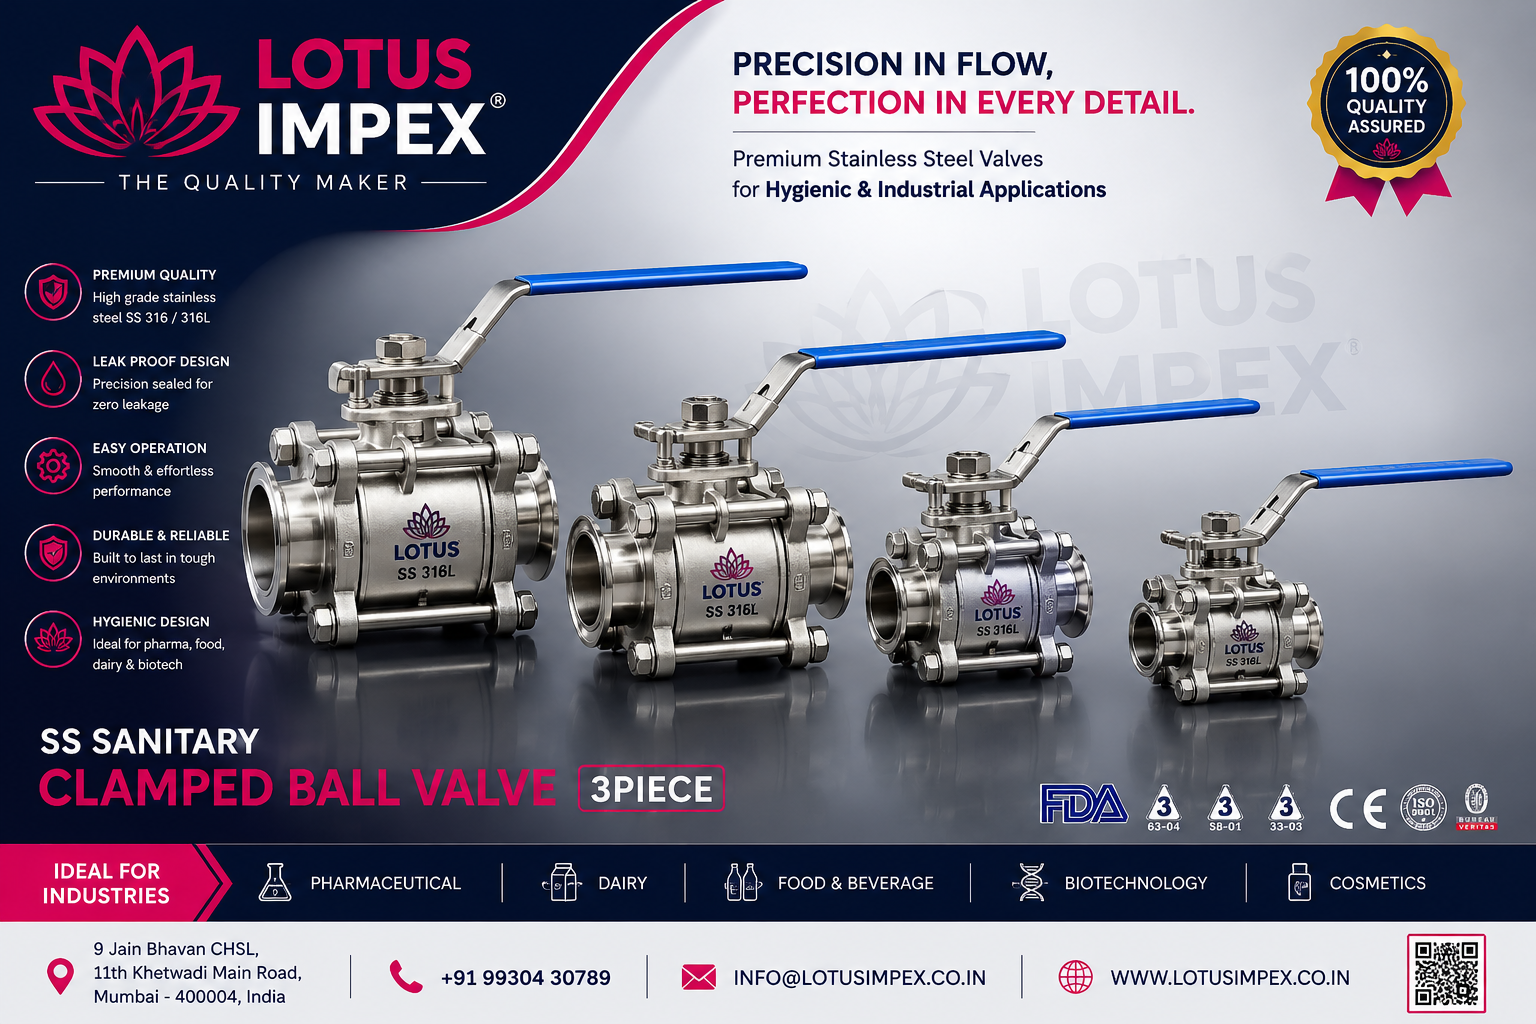 LOTUS
IMPEX®
THE QUALITY MAKER
PRECISION IN FLOW,
PERFECTION IN EVERY DETAIL.
Premium Stainless Steel Valves
for Hygienic & Industrial Applications
100%
QUALITY
ASSURED
PREMIUM QUALITY
High grade stainless
steel SS 316 / 316L
LEAK PROOF DESIGN
Precision sealed for
zero leakage
EASY OPERATION
Smooth & effortless
performance
DURABLE & RELIABLE
Built to last in tough
environments
HYGIENIC DESIGN
Ideal for pharma, food,
dairy & biotech
LOTUS
IMPEX®
LOTUS
SS 316L
LOTUS
SS 316L
LOTUS
SS 316L
LOTUS
SS 316L
SS SANITARY
CLAMPED BALL VALVE 3PIECE
FDA
3
63-04
3
SB-01
3
33-03
CE
ISO
9001
BUREAU
VERITAS
IDEAL FOR
INDUSTRIES
PHARMACEUTICAL
DAIRY
FOOD & BEVERAGE
BIOTECHNOLOGY
COSMETICS
9 Jain Bhavan CHSL,
11th Khetwadi Main Road,
Mumbai - 400004, India
+91 99304 30789
INFO@LOTUSIMPEX.CO.IN
WWW.LOTUSIMPEX.CO.IN